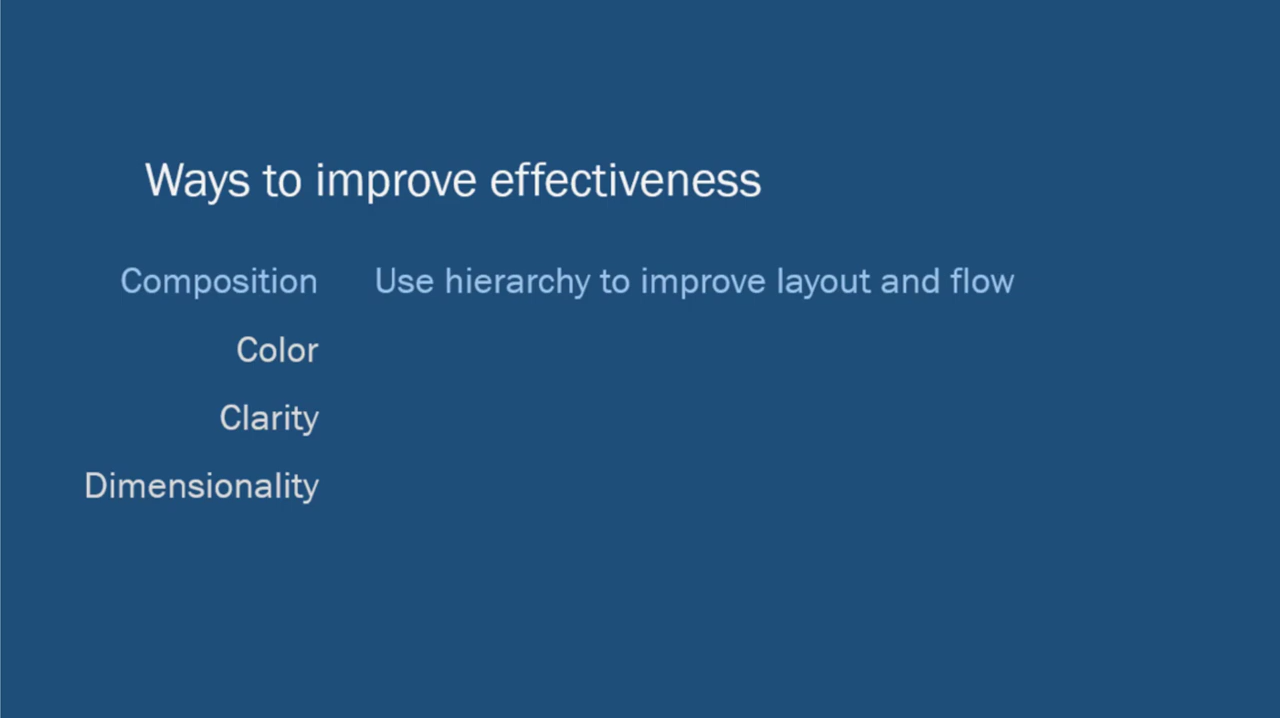 Ways to improve effectiveness
Composition Use hierarchy to improve layout and flow
Color
Clarity
Dimensionality